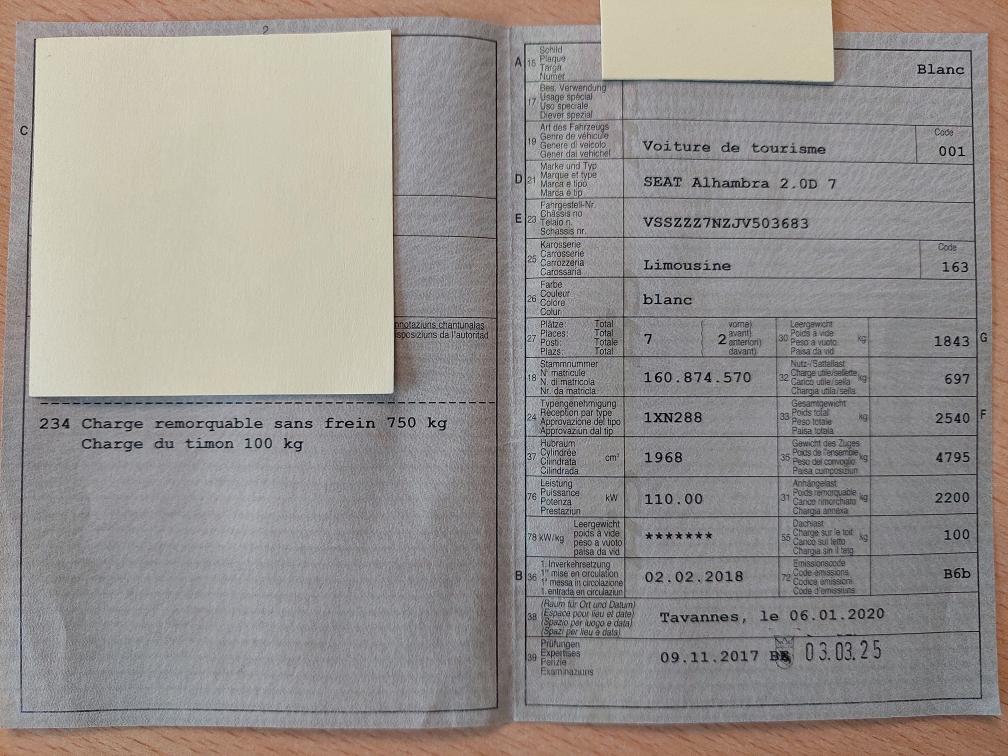 2
C
nnotaziuns chantunalas
sposiziuns da l'autoritad
234 Charge remorquable sans frein 750 kg
Charge du timon 100 kg
A 15 Schild
Plaque
Targa
Numer
Blanc
17 Bes. Verwendung
Usage spécial
Uso speciale
Diever spezial
19 Art des Fahrzeugs
Genre de véhicule
Genere di veicolo
Gener dal vehichel
Voiture de tourisme
Code
001
D 21 Marke und Typ
Marque et type
Marca e tipo
Marca e tip
SEAT Alhambra 2.0D 7
E 23 Fahrgestell-Nr.
Châssis no
Telaio n.
Schassis nr.
VSSZZZ7NZJV503683
25 Karosserie
Carrosserie
Carrozzeria
Carossaria
Limousine
Code
163
26 Farbe
Couleur
Colore
Colur
blanc
27 Plätze: Total
Places: Total
Posti: Totale
Plazs: Total
7
2
vorne)
avant)
anteriori)
davant)
30 Leergewicht
Poids à vide
Peso a vuoto
Paisa da vid
kg
1843 G
18 Stammnummer
N° matricule
N. di matricola
Nr. da matricla
160.874.570
32 Nutz-/Sattellast
Charge utile/sellette
Carico utile/sella
Chargia utila/sella
kg
697
24 Typengenehmigung
Réception par type
Approvazione del tipo
Approvaziun dal tip
1XN288
33 Gesamtgewicht
Poids total
Peso totale
Paisa totala
kg
2540 F
37 Hubraum
Cylindrée
Cilindrata
Cilindrada
cm³
1968
35 Gewicht des Zuges
Poids de l'ensemble
Peso del convoglio
Paisa cumposiziun
kg
4795
76 Leistung
Puissance
Potenza
Prestaziun
kW
110.00
31 Anhängelast
Poids remorquable
Carico rimorchiato
Chargia annexa
kg
2200
78 kW/kg
Leergewicht
poids à vide
peso a vuoto
paisa da vid
*******
55 Dachlast
Charge sur le toit
Carico sul tetto
Chargia sin il tetg
kg
100
B 36 1. Inverkehrsetzung
1re mise en circulation
1a messa in circolazione
1. entrada en circulaziun
02.02.2018
72 Emissionscode
Code émissions
Codice emissioni
Code d'emissiuns
B6b
38 (Raum für Ort und Datum)
(Espace pour lieu et date)
(Spazio per luogo e data)
(Spazi per lieu e data)
Tavannes, le 06.01.2020
39 Prüfungen
Expertises
Perizie
Examinaziuns
09.11.2017 BE
03.03.25